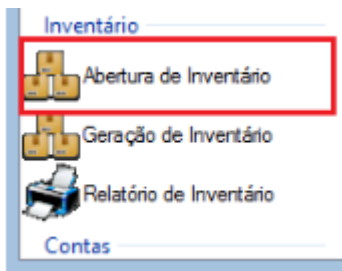 Inventário
Abertura de Inventário
Geração de Inventário
Relatório de Inventário
Contas